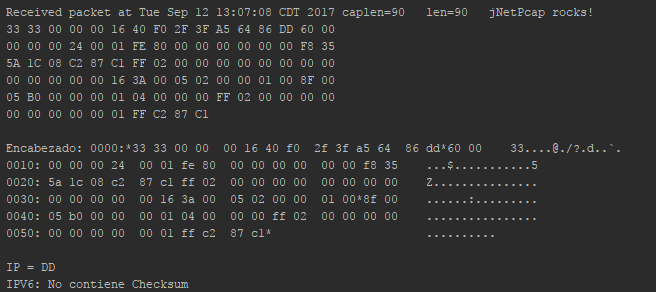 Received packet at Tue Sep 12 13:07:08 CDT 2017 caplen=90 len=90 jNetPcap rocks!
33 33 00 00 00 16 40 F0 2F 3F A5 64 86 DD 60 00
00 00 00 24 00 01 FE 80 00 00 00 00 00 00 F8 35
5A 1C 08 C2 87 C1 FF 02 00 00 00 00 00 00 00 00
00 00 00 00 00 16 3A 00 05 02 00 00 01 00 8F 00
05 B0 00 00 00 01 04 00 00 00 FF 02 00 00 00 00
00 00 00 00 00 01 FF C2 87 C1
Encabezado: 0000:*33 33 00 00 00 16 40 f0 2f 3f a5 64 86 dd*60 00 33....@./?.d..`.
0010: 00 00 00 24 00 01 fe 80 00 00 00 00 00 00 f8 35 ...$...........5
0020: 5a 1c 08 c2 87 c1 ff 02 00 00 00 00 00 00 00 00 Z...............
0030: 00 00 00 00 00 16 3a 00 05 02 00 00 01 00*8f 00 ......:.........
0040: 05 b0 00 00 00 01 04 00 00 00 ff 02 00 00 00 00 ................
0050: 00 00 00 00 00 01 ff c2 87 c1* ..........
IP = DD
IPV6: No contiene Checksum